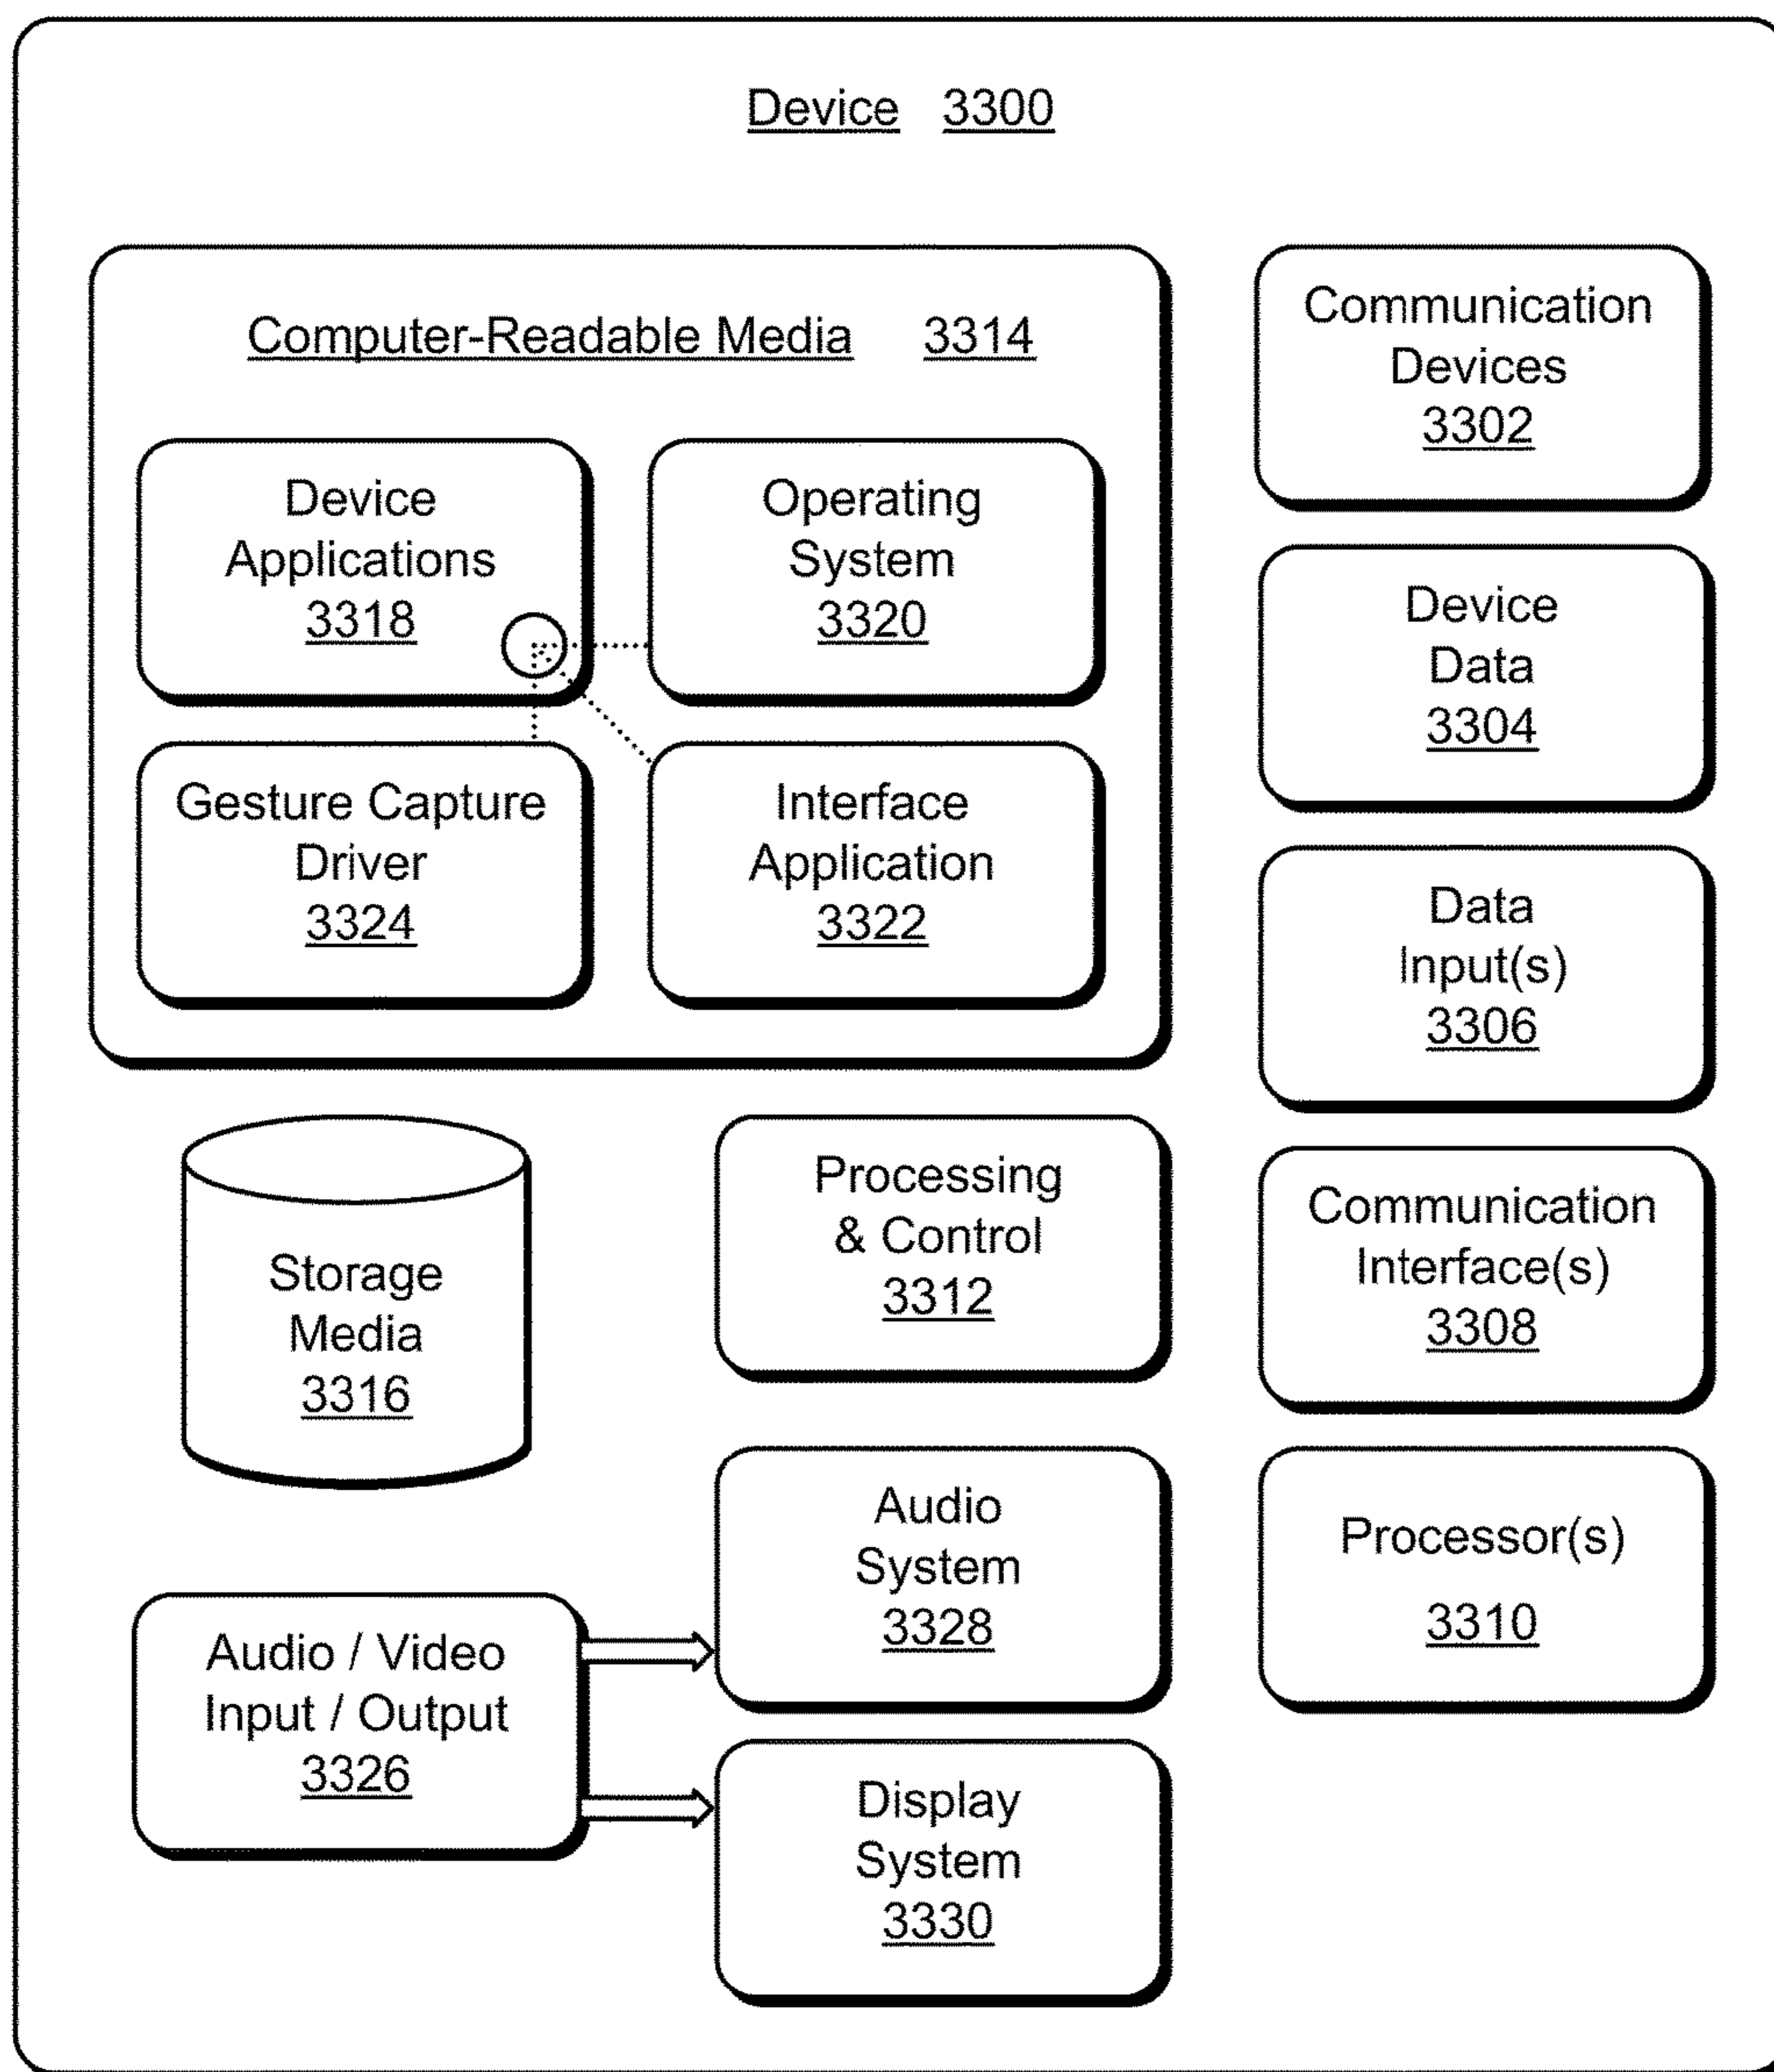 Device 3300
Computer-Readable Media 3314
Device
Applications
3318
Operating
System
3320
Gesture Capture
Driver
3324
Interface
Application
3322
Communication
Devices
3302
Device
Data
3304
Data
Input(s)
3306
Communication
Interface(s)
3308
Processor(s)
3310
Storage
Media
3316
Processing
& Control
3312
Audio / Video
Input / Output
3326
Audio
System
3328
Display
System
3330